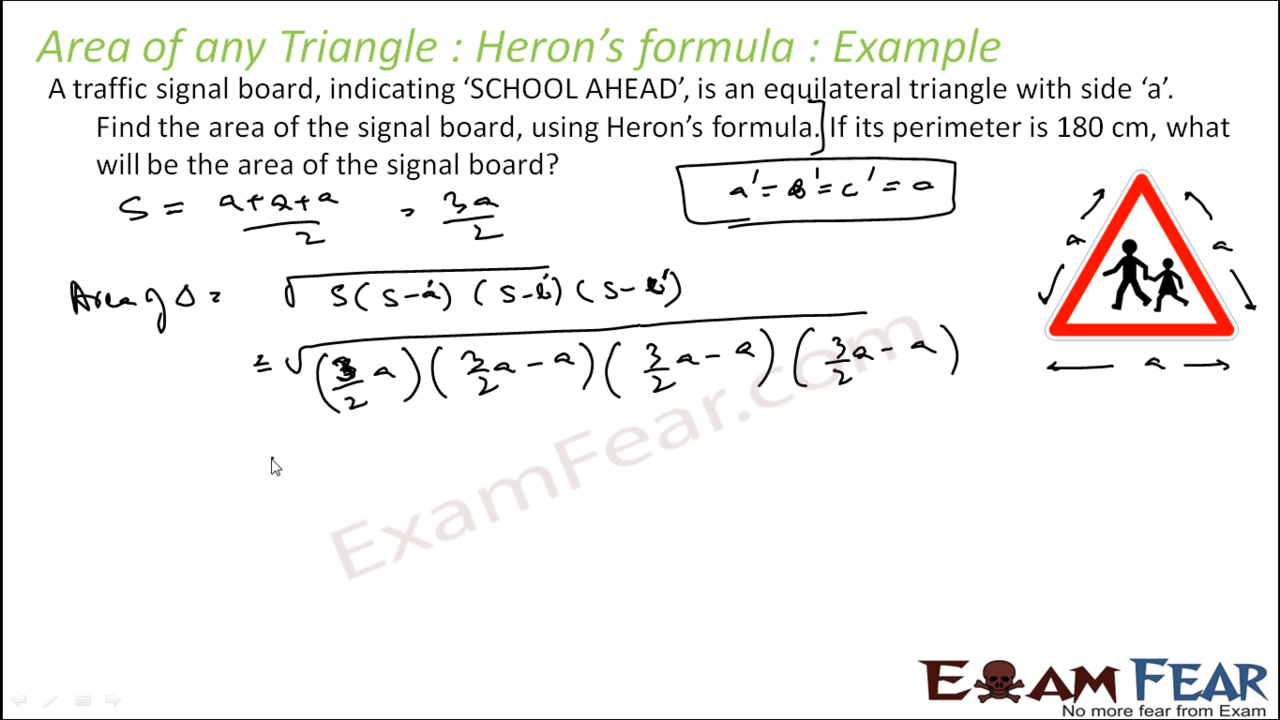 Area of any Triangle : Heron's formula : Example
A traffic signal board, indicating ‘SCHOOL AHEAD’, is an equilateral triangle with side ‘a’.
Find the area of the signal board, using Heron’s formula. If its perimeter is 180 cm, what
will be the area of the signal board?
a' = b' = c' = a
S = a+a+a/2 = 3a/2
a a
Area of Δ = √S(S-a')(S-b')(S-c')
= √(3/2 a)(3/2 a - a)(3/2 a - a)(3/2 a - a)
a
ExamFear.com
EXAM FEAR
No more fear from Exam